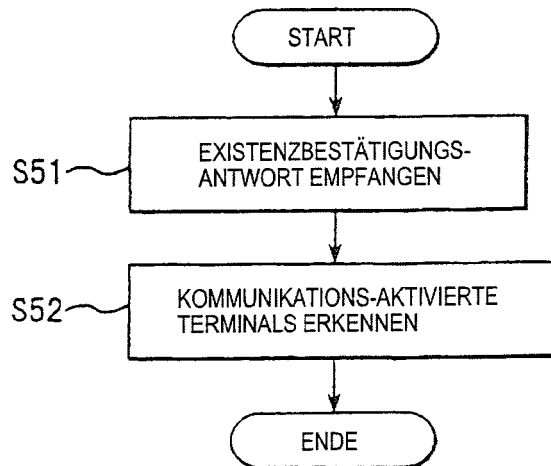 START
S51
EXISTENZBESTÄTIGUNGS-
ANTWORT EMPFANGEN
S52
KOMMUNIKATIONS-AKTIVIERTE
TERMINALS ERKENNEN
ENDE